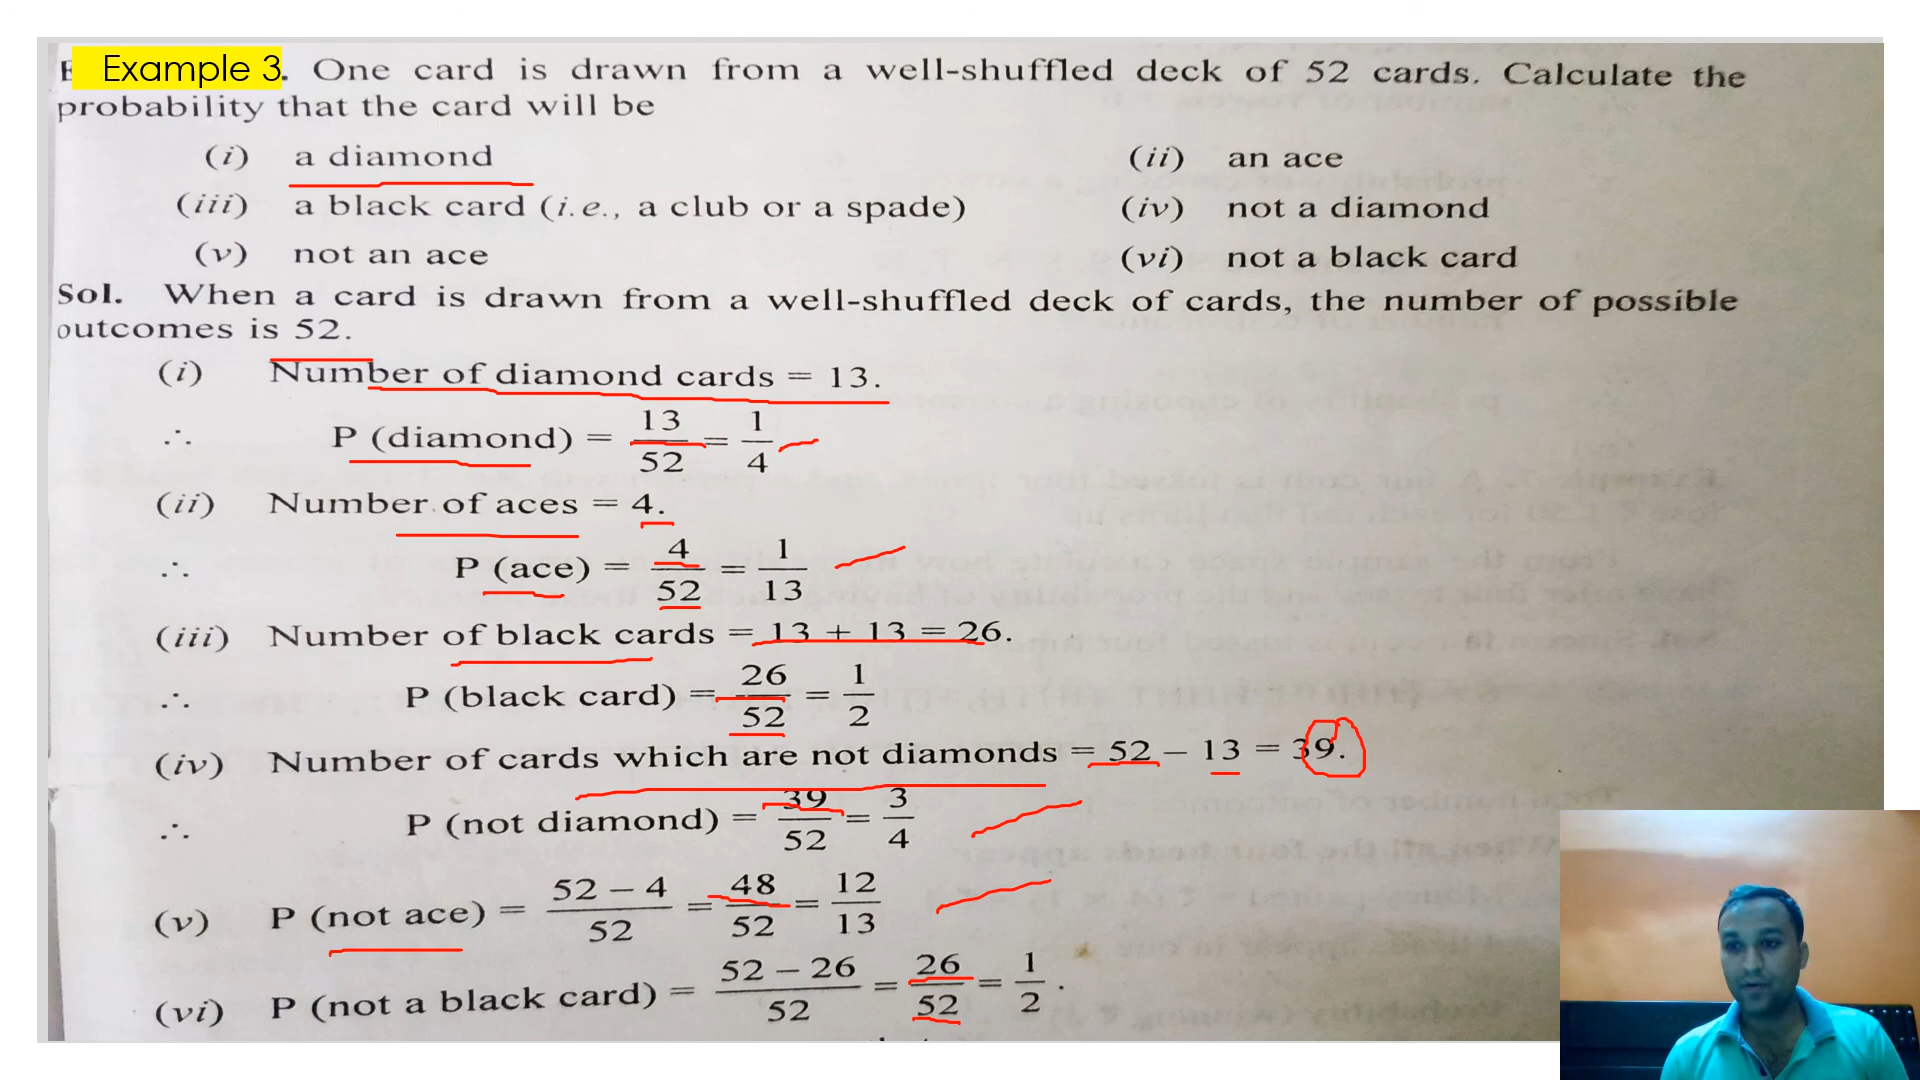 Example 3. One card is drawn from a well-shuffled deck of 52 cards. Calculate the
probability that the card will be
(i) a diamond (ii) an ace
(iii) a black card (i.e., a club or a spade) (iv) not a diamond
(v) not an ace (vi) not a black card
Sol. When a card is drawn from a well-shuffled deck of cards, the number of possible
outcomes is 52.
(i) Number of diamond cards = 13.
∴ P (diamond) = 13/52 = 1/4
(ii) Number of aces = 4.
∴ P (ace) = 4/52 = 1/13
(iii) Number of black cards = 13 + 13 = 26.
∴ P (black card) = 26/52 = 1/2
(iv) Number of cards which are not diamonds = 52 – 13 = 39.
∴ P (not diamond) = 39/52 = 3/4
(v) P (not ace) = 52 – 4/52 = 48/52 = 12/13
(vi) P (not a black card) = 52 – 26/52 = 26/52 = 1/2.